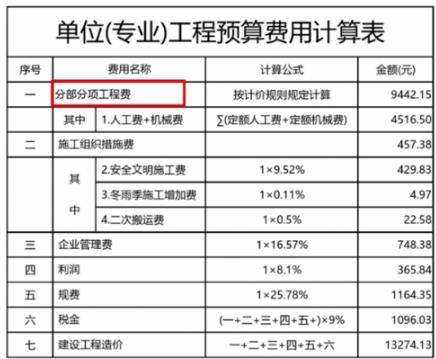 单位(专业)工程预算费用计算表
序号 费用名称 计算公式 金额(元)
一 分部分项工程费 按计价规则规定计算 9442.15
其中 1.人工费+机械费 ∑(定额人工费+定额机械费) 4516.50
二 施工组织措施费 457.38
其中 2.安全文明施工费 1×9.52% 429.83
3.冬雨季施工增加费 1×0.11% 4.97
4.二次搬运费 1×0.5% 22.58
三 企业管理费 1×16.57% 748.38
四 利润 1×8.1% 365.84
五 规费 1×25.78% 1164.35
六 税金 (一+二+三+四+五+)×9% 1096.03
七 建设工程造价 一+二+三+四+五+六 13274.13